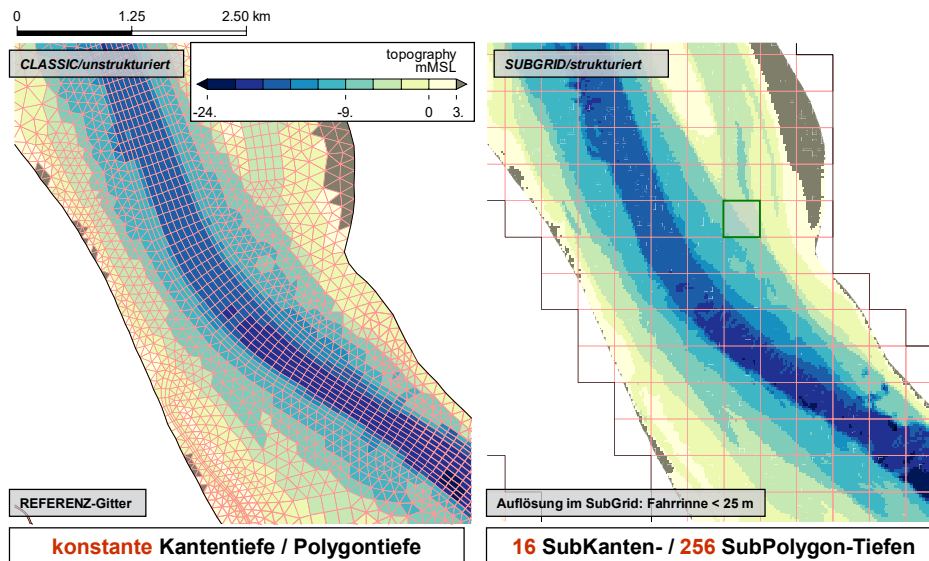 0 1.25 2.50 km
CLASSIC/unstrukturiert
topography
mMSL
-24. -9. 0 3.
SUBGRID/strukturiert
REFERENZ-Gitter
Auflösung im SubGrid: Fahrrinne < 25 m
konstante Kantentiefe / Polygontiefe
16 SubKanten- / 256 SubPolygon-Tiefen